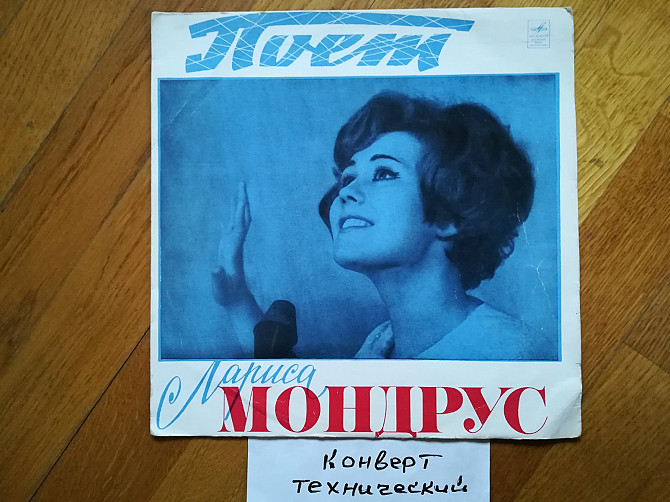 Поет
Лариса
МОНДРУС
Конверт
технический